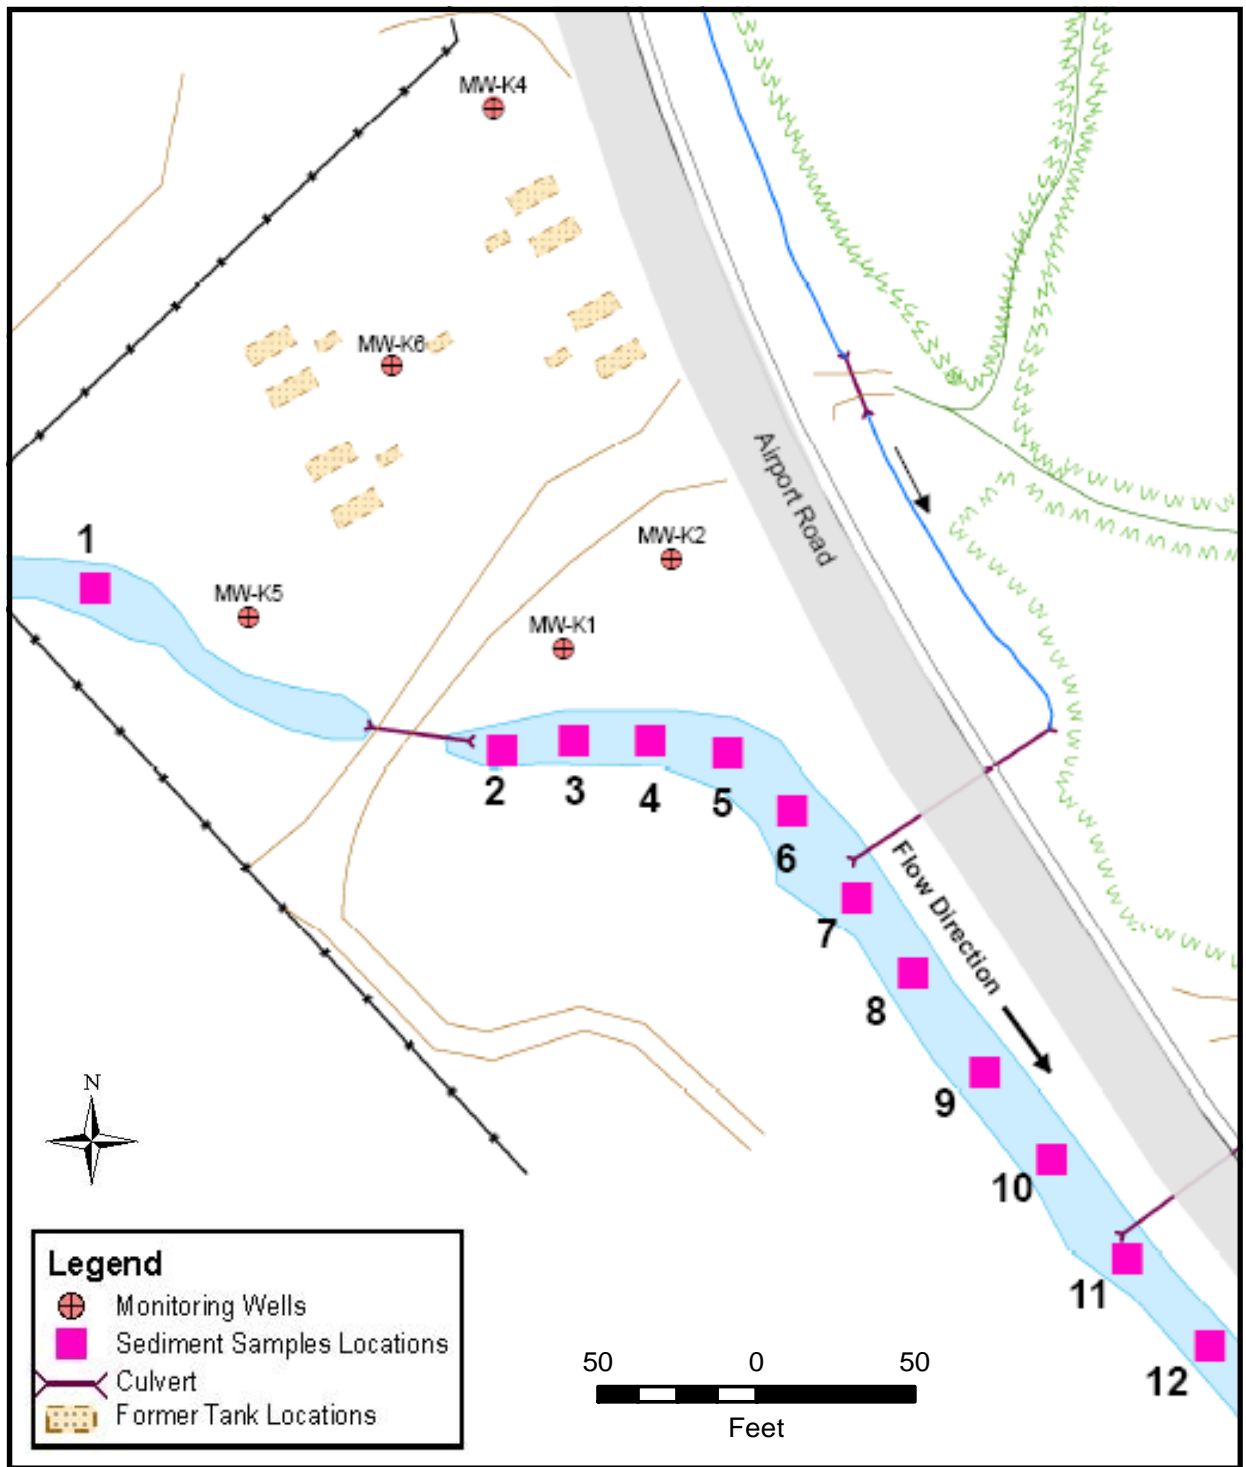 MW-K4
MW-K6
Airport Road
MW-K2
1
MW-K5
MW-K1
2
3
4
5
6
7
Flow Direction
8
9
10
11
12
N
Legend
Monitoring Wells
Sediment Samples Locations
Culvert
Former Tank Locations
50 0 50
Feet